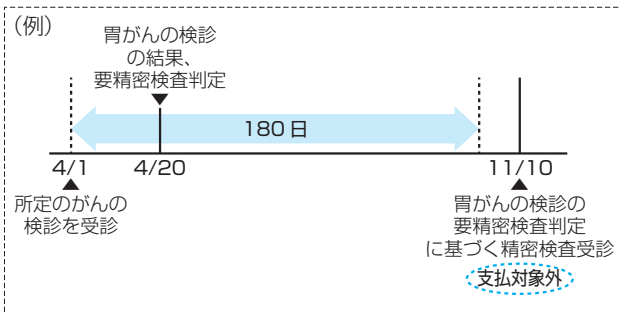 （例）
胃がんの検診
の結果、
要精密検査判定
180日
4/1
4/20
11/10
所定のがんの
検診を受診
胃がんの検診の
要精密検査判定
に基づく精密検査受診
支払対象外